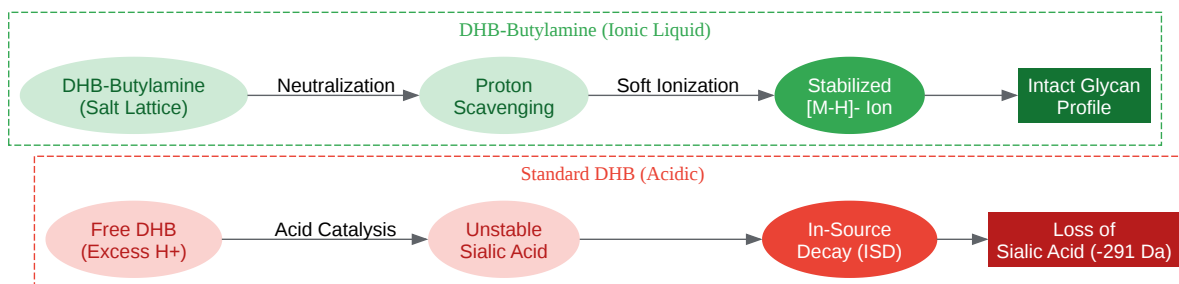 DHB-Butylamine (Ionic Liquid)
DHB-Butylamine
(Salt Lattice)
Neutralization
Proton
Scavenging
Soft Ionization
Stabilized
[M-H]- Ion
Intact Glycan
Profile
Standard DHB (Acidic)
Free DHB
(Excess H+)
Acid Catalysis
Unstable
Sialic Acid
In-Source
Decay (ISD)
Loss of
Sialic Acid (-291 Da)